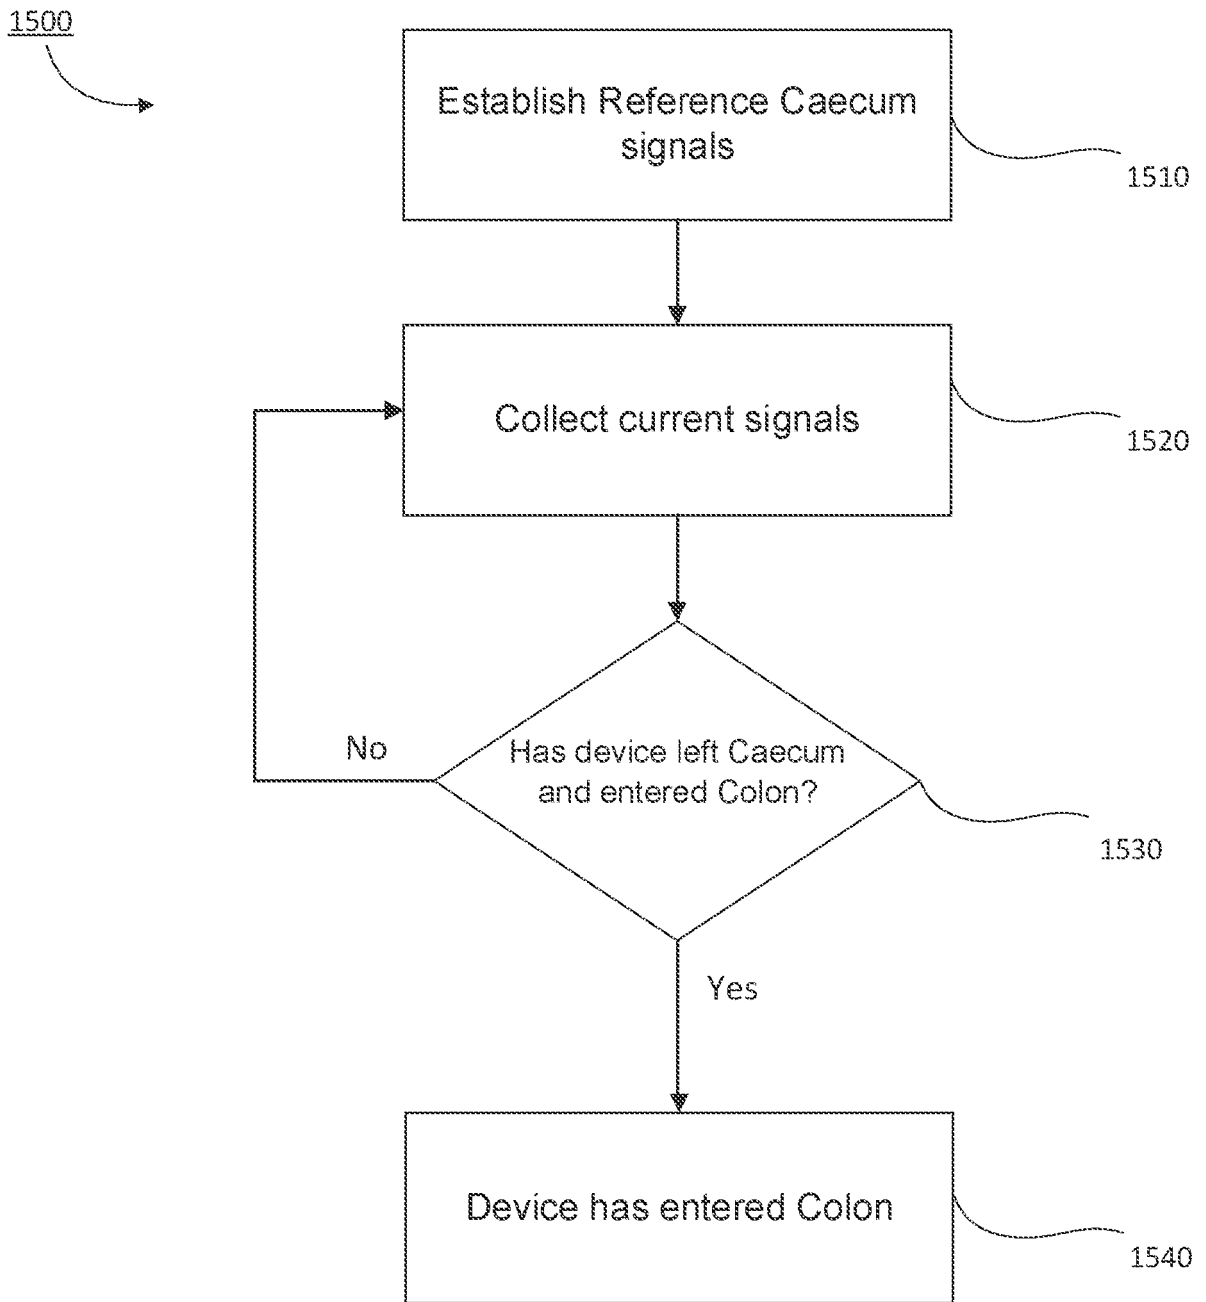 1500
Establish Reference Caecum
signals
1510
Collect current signals
1520
No
Has device left Caecum
and entered Colon?
1530
Yes
Device has entered Colon
1540